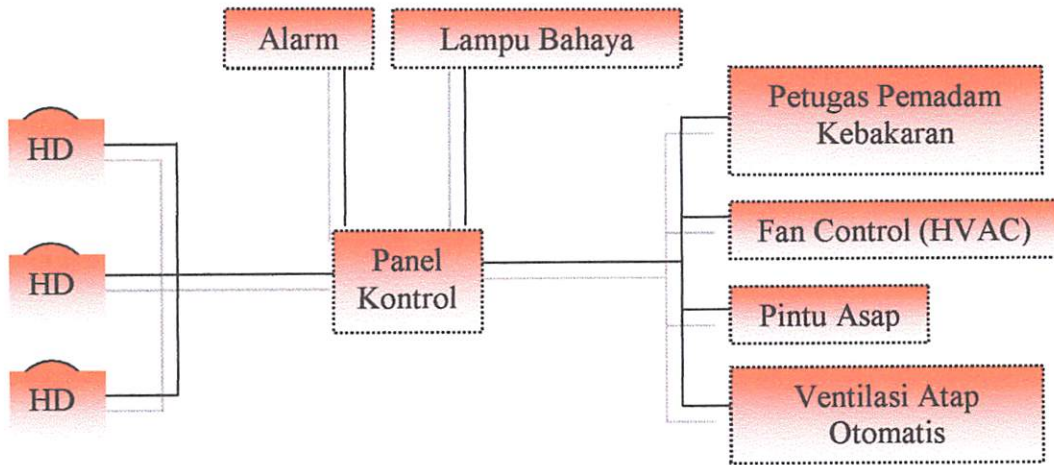 Alarm
Lampu Bahaya
HD
HD
HD
Panel
Kontrol
Petugas Pemadam
Kebakaran
Fan Control (HVAC)
Pintu Asap
Ventilasi Atap
Otomatis